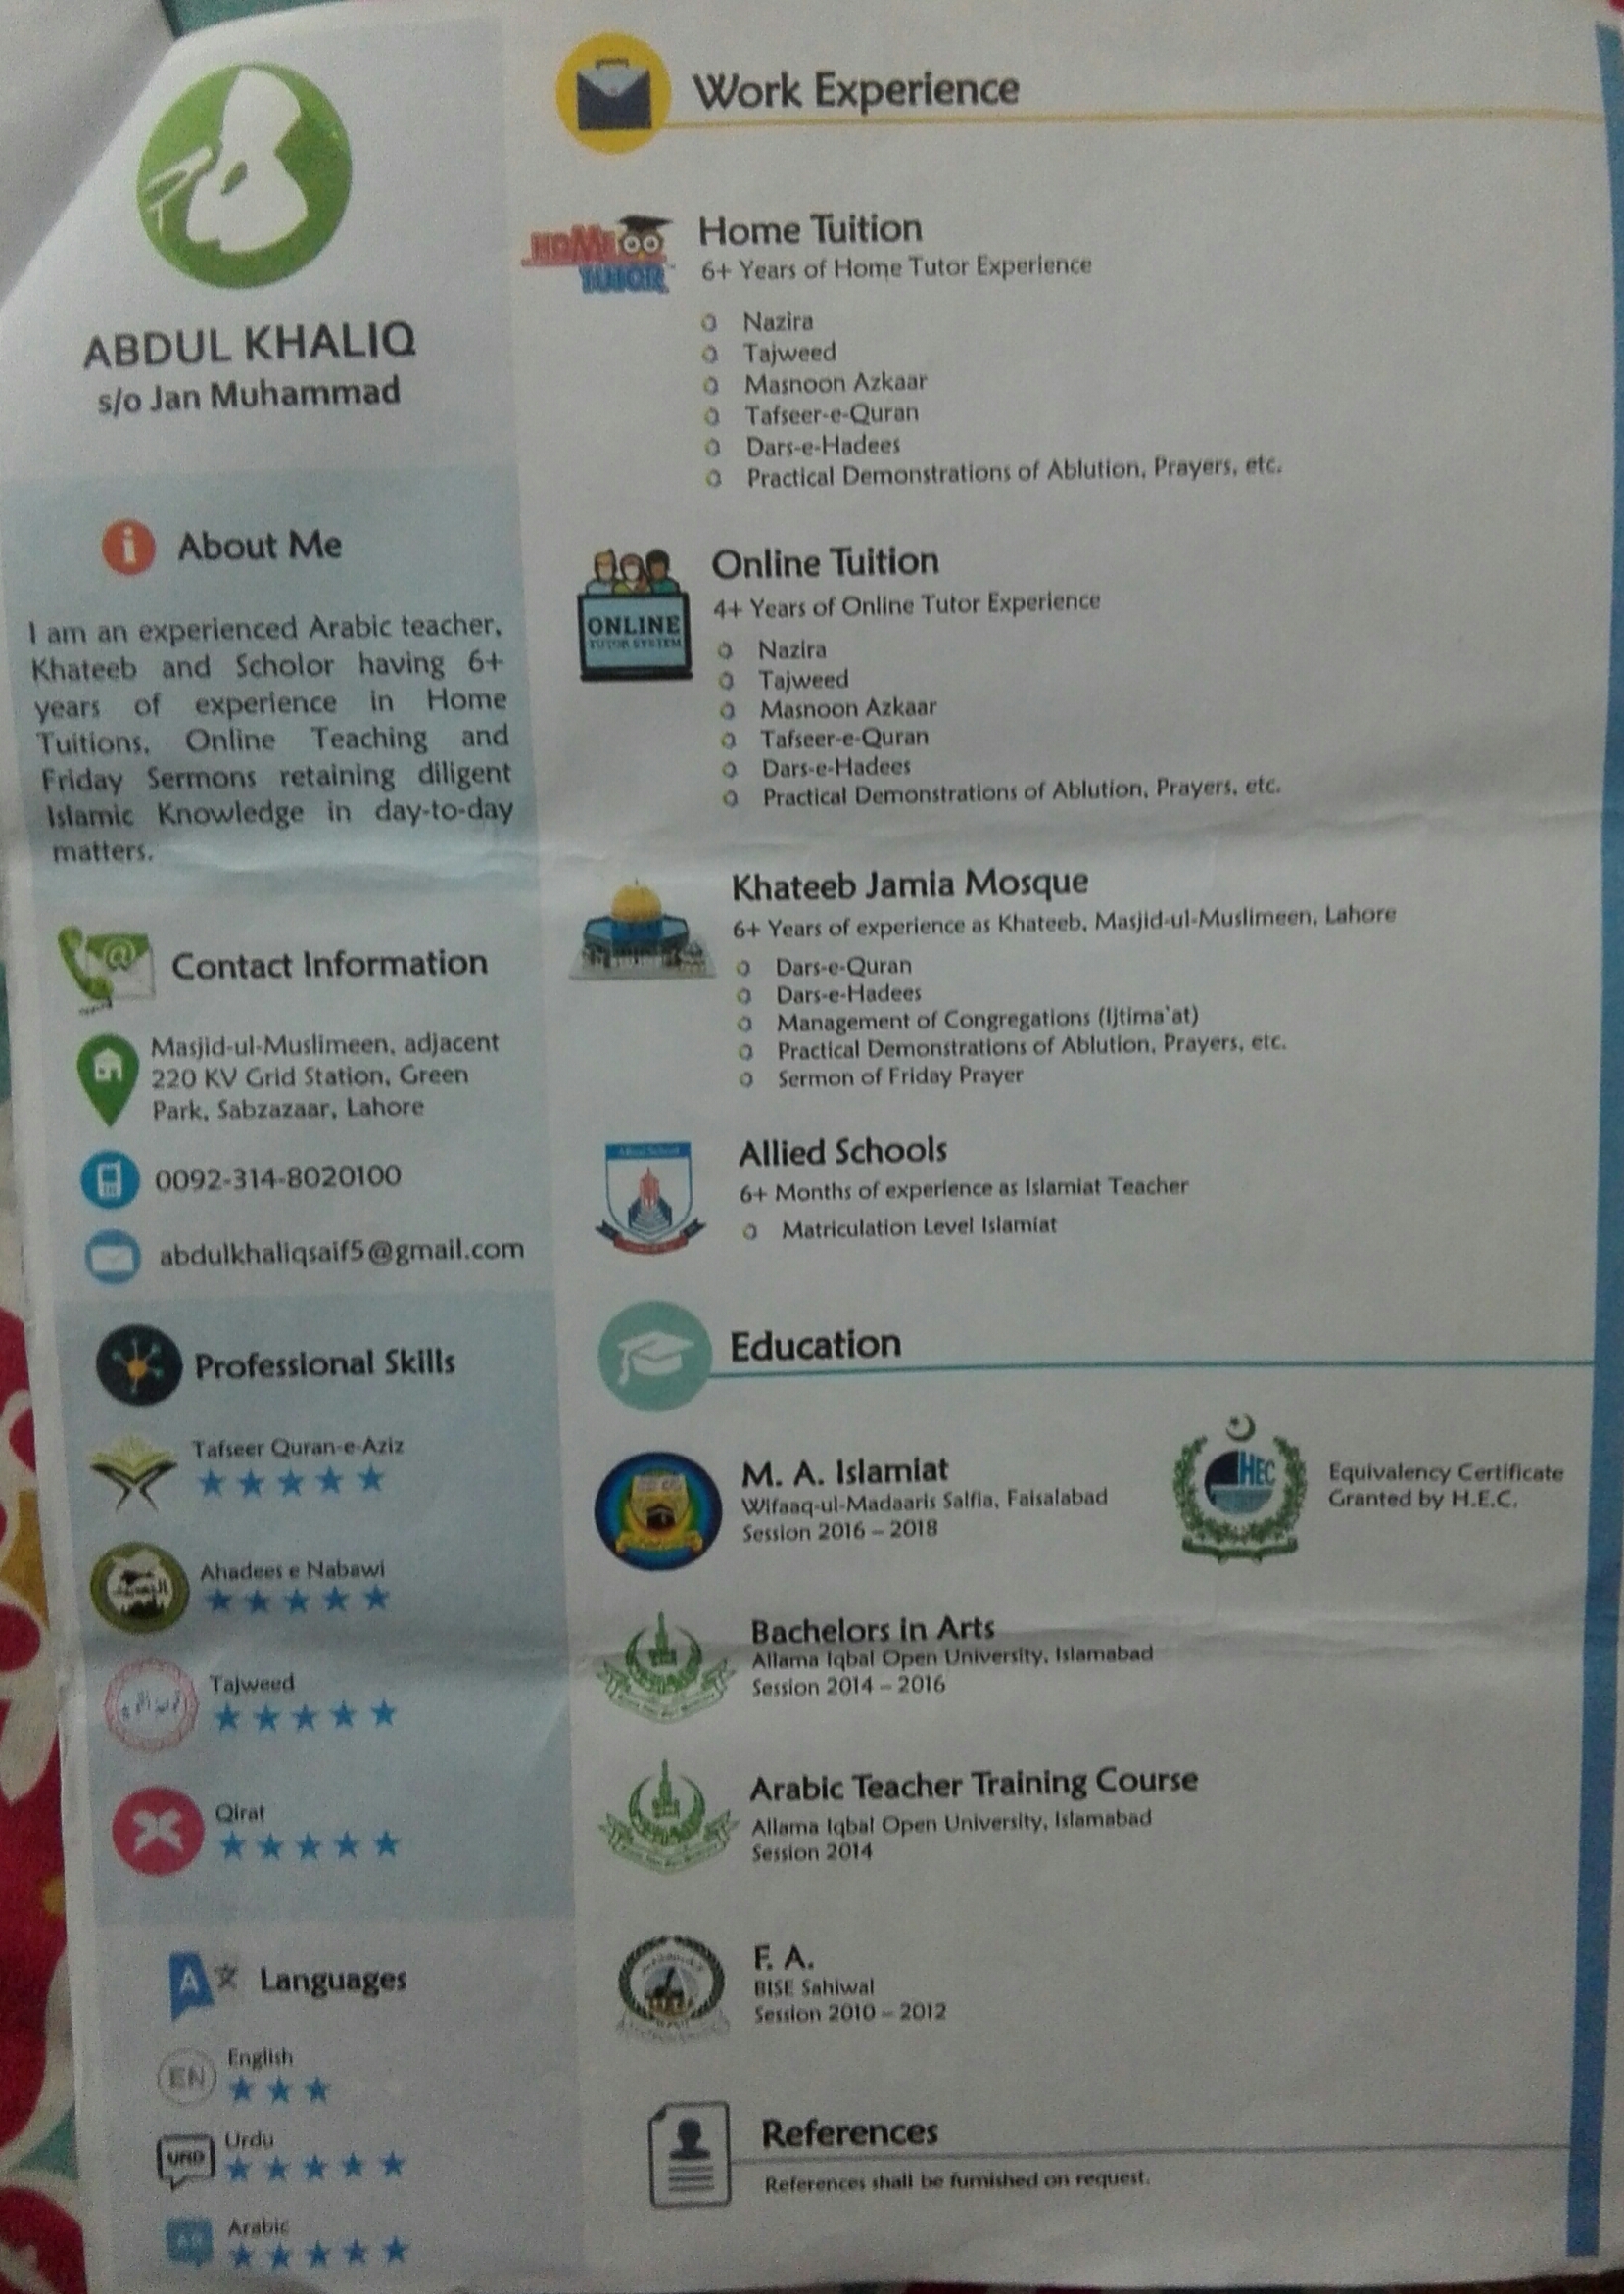 ABDUL KHALIQ
s/o Jan Muhammad
About Me
I am an experienced Arabic teacher,
Khateeb and Scholor having 6+
years of experience in Home
Tuitions, Online Teaching and
Friday Sermons retaining diligent
Islamic Knowledge in day-to-day
matters.
Contact Information
Masjid-ul-Muslimeen, adjacent
220 KV Grid Station, Green
Park, Sabzazaar, Lahore
0092-314-8020100
abdulkhaliqsaif5@gmail.com
Professional Skills
Tafseer Quran-e-Aziz
Ahadees e Nabawi
Tajweed
Qirat
Languages
EN
English
URD
Urdu
AR
Arabic
Work Experience
HOME
TUTOR
Home Tuition
6+ Years of Home Tutor Experience
Nazira
Tajweed
Masnoon Azkaar
Tafseer-e-Quran
Dars-e-Hadees
Practical Demonstrations of Ablution, Prayers, etc.
ONLINE
TUTOR SYSTEM
Online Tuition
4+ Years of Online Tutor Experience
Nazira
Tajweed
Masnoon Azkaar
Tafseer-e-Quran
Dars-e-Hadees
Practical Demonstrations of Ablution, Prayers, etc.
Khateeb Jamia Mosque
6+ Years of experience as Khateeb, Masjid-ul-Muslimeen, Lahore
Dars-e-Quran
Dars-e-Hadees
Management of Congregations (Ijtima`at)
Practical Demonstrations of Ablution, Prayers, etc.
Sermon of Friday Prayer
Allied School
Allied Schools
6+ Months of experience as Islamiat Teacher
Matriculation Level Islamiat
Education
M. A. Islamiat
Wifaaq-ul-Madaaris Salfia, Faisalabad
Session 2016 – 2018
HEC
Equivalency Certificate
Granted by H.E.C.
Bachelors in Arts
Allama Iqbal Open University, Islamabad
Session 2014 – 2016
Arabic Teacher Training Course
Allama Iqbal Open University, Islamabad
Session 2014
F. A.
BISE Sahiwal
Session 2010 – 2012
References
References shall be furnished on request.